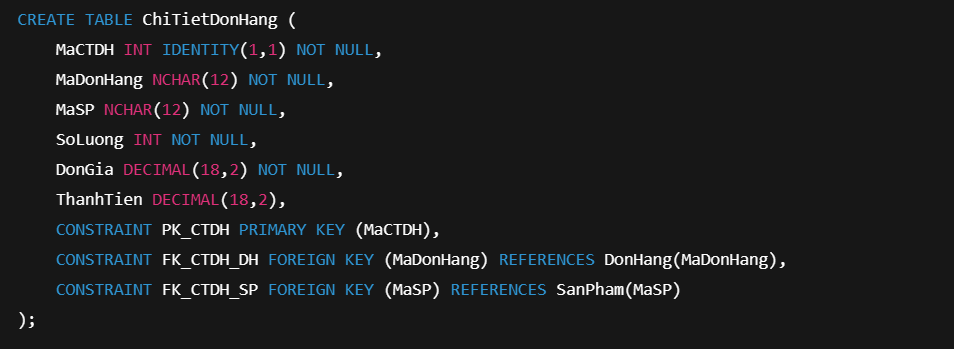 CREATE TABLE ChiTietDonHang (
    MaCTDH INT IDENTITY(1,1) NOT NULL,
    MaDonHang NCHAR(12) NOT NULL,
    MaSP NCHAR(12) NOT NULL,
    SoLuong INT NOT NULL,
    DonGia DECIMAL(18,2) NOT NULL,
    ThanhTien DECIMAL(18,2),
    CONSTRAINT PK_CTDH PRIMARY KEY (MaCTDH),
    CONSTRAINT FK_CTDH_DH FOREIGN KEY (MaDonHang) REFERENCES DonHang(MaDonHang),
    CONSTRAINT FK_CTDH_SP FOREIGN KEY (MaSP) REFERENCES SanPham(MaSP)
);